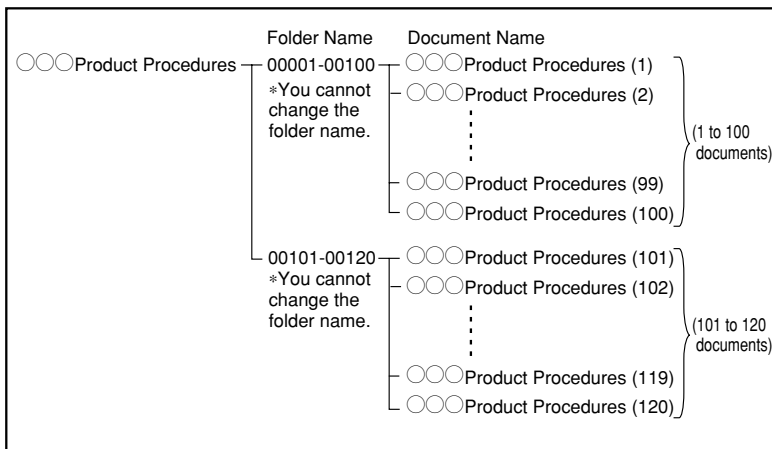 Folder Name Document Name
○○○Product Procedures 00001-00100 ○○○Product Procedures (1)
*You cannot change the folder name.
○○○Product Procedures (2)
○○○Product Procedures (99)
○○○Product Procedures (100)
(1 to 100 documents)
00101-00120 ○○○Product Procedures (101)
*You cannot change the folder name.
○○○Product Procedures (102)
○○○Product Procedures (119)
○○○Product Procedures (120)
(101 to 120 documents)